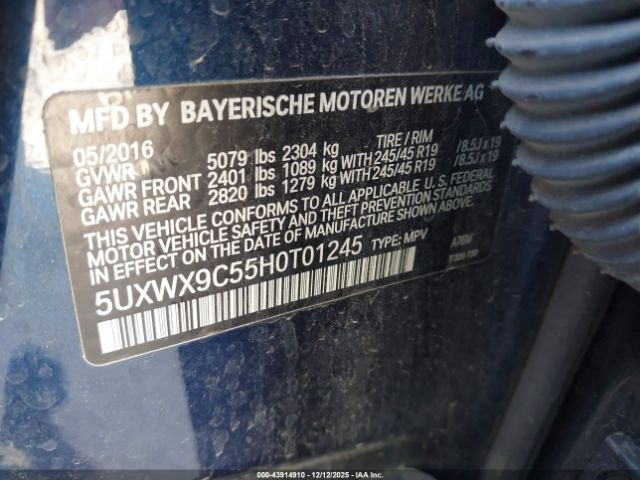 MFD BY BAYERISCHE MOTOREN WERKE AG
05/2016 TIRE / RIM
GVWR 5079 lbs 2304 kg
GAWR FRONT 2401 lbs 1089 kg WITH 245/45 R19 / 8.5J x 19
GAWR REAR 2820 lbs 1279 kg WITH 245/45 R19 / 8.5J x 19
THIS VEHICLE CONFORMS TO ALL APPLICABLE U. S. FEDERAL
MOTOR VEHICLE SAFETY, BUMPER AND THEFT PREVENTION STANDARDS
IN EFFECT ON THE DATE OF MANUFACTURE SHOWN ABOVE.
5UXWX9C55H0T01245 TYPE: MPV A76M
000-43914910 - 12/12/2025 - IAA Inc.